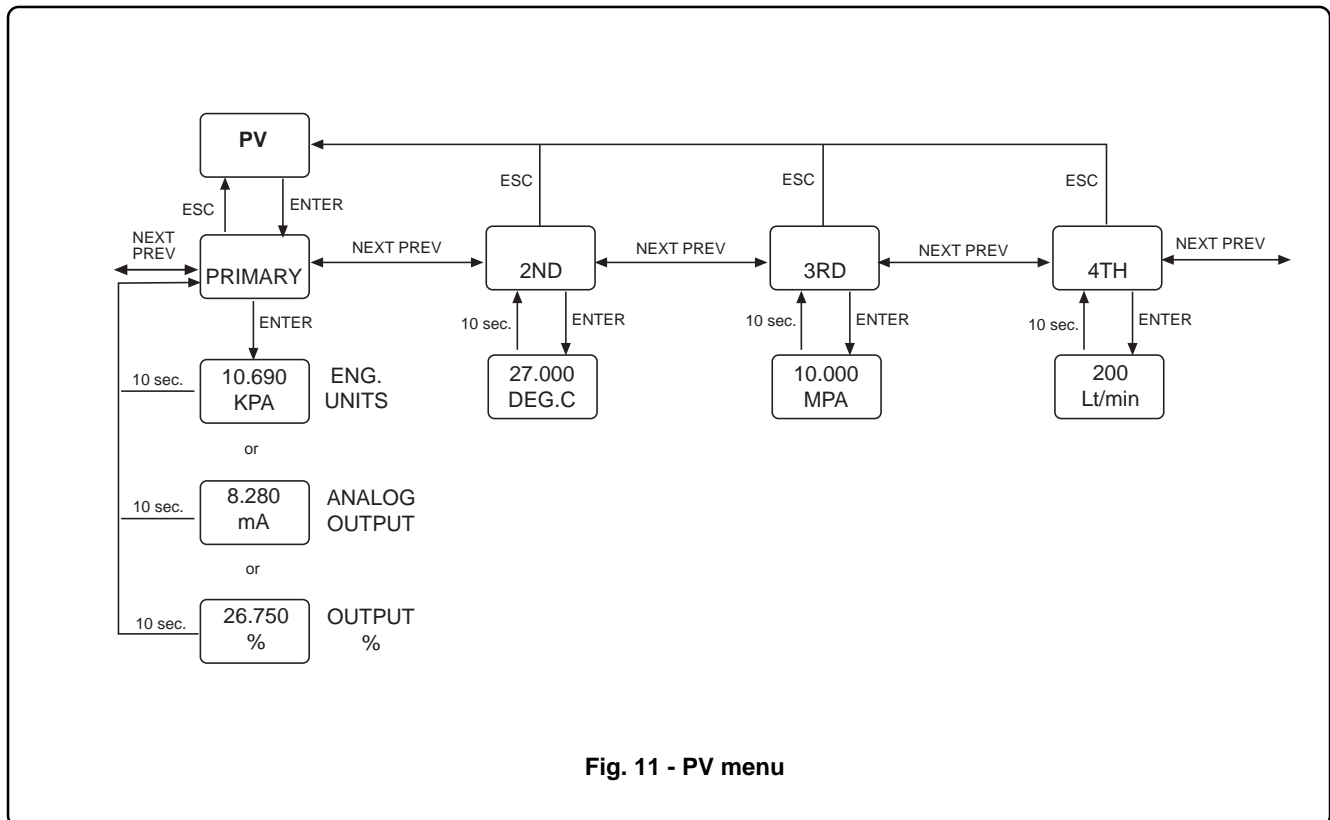 PV
ESC
ENTER
ESC
ESC
ESC
NEXT
PREV
PRIMARY
NEXT PREV
2ND
NEXT PREV
3RD
NEXT PREV
4TH
NEXT PREV
ENTER
10 sec.
ENTER
10 sec.
ENTER
10 sec.
ENTER
10 sec.
10.690
KPA
ENG.
UNITS
27.000
DEG.C
10.000
MPA
200
Lt/min
or
10 sec.
8.280
mA
ANALOG
OUTPUT
or
10 sec.
26.750
%
OUTPUT
%
Fig. 11 - PV menu